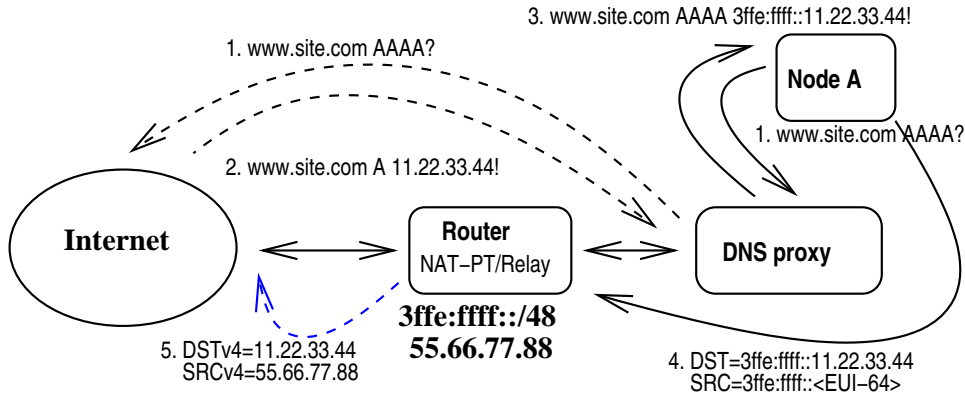 3. www.site.com AAAA 3ffe:ffff::11.22.33.44!
1. www.site.com AAAA?
Node A
1. www.site.com AAAA?
2. www.site.com A 11.22.33.44!
Internet
Router
NAT−PT/Relay
DNS proxy
3ffe:ffff::/48
55.66.77.88
5. DSTv4=11.22.33.44
SRCv4=55.66.77.88
4. DST=3ffe:ffff::11.22.33.44
SRC=3ffe:ffff::<EUI−64>